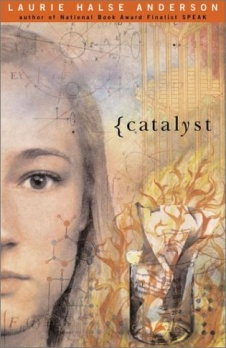 LAURIE HALSE ANDERSON
author of National Book Award Finalist SPEAK
{catalyst